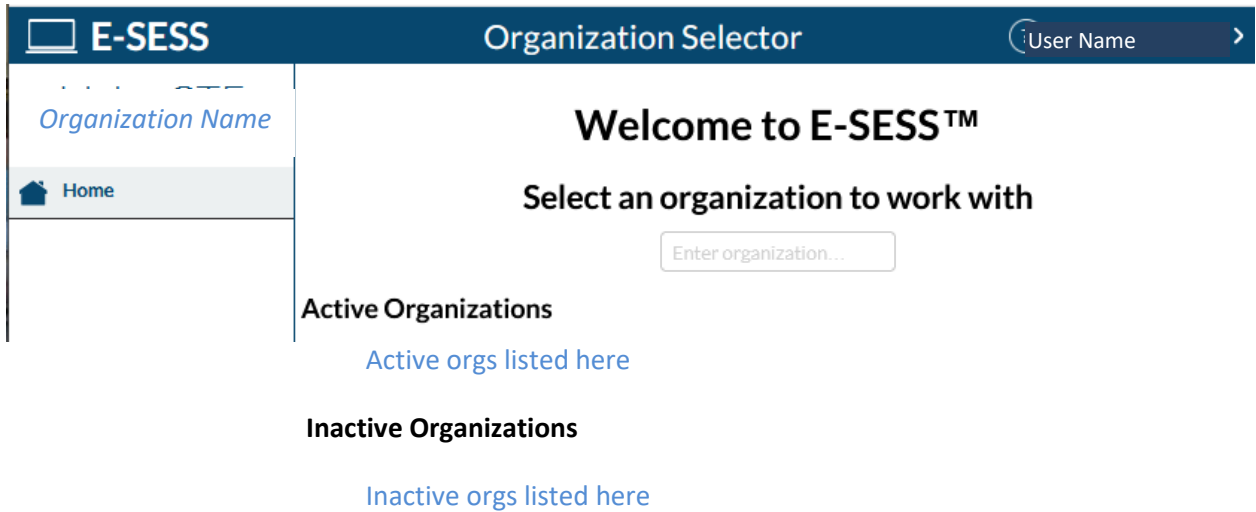 E-SESS
Organization Selector
User Name
Organization Name
Home
Welcome to E-SESS™
Select an organization to work with
Enter organization...
Active Organizations
Active orgs listed here
Inactive Organizations
Inactive orgs listed here